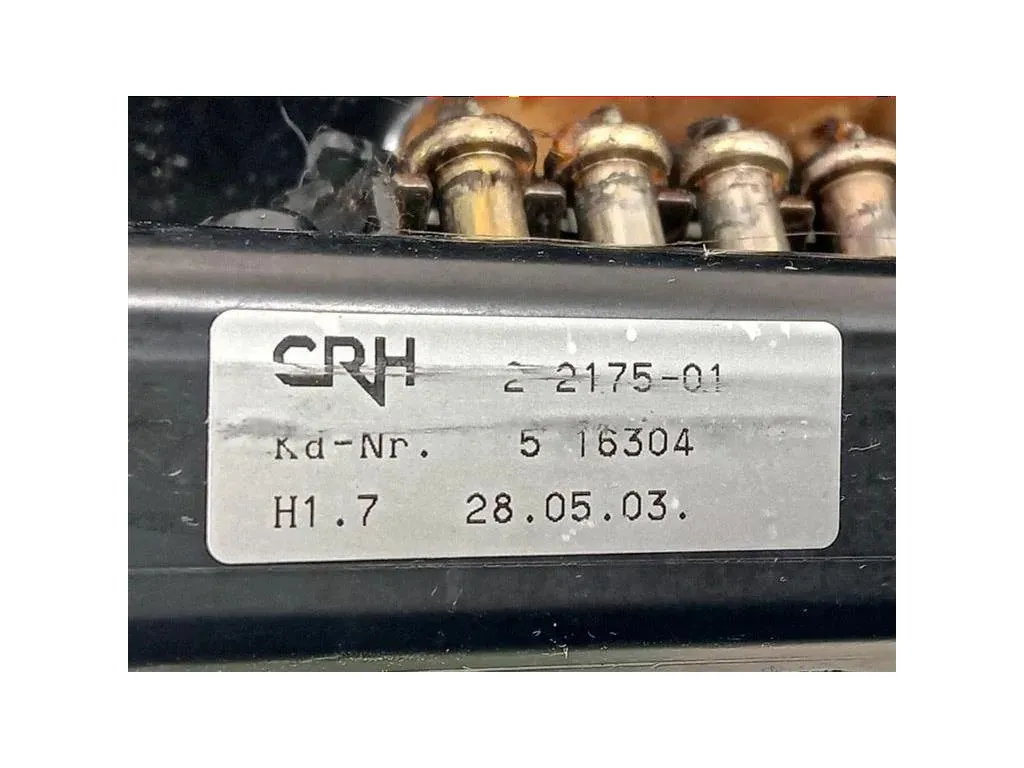 CRH 2 2175-01
Kd-Nr. 5 16304
H1.7 28.05.03.